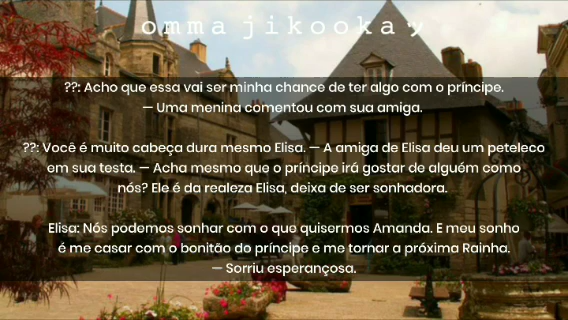 omma jikookay
??: Acho que essa vai ser minha chance de ter algo com o príncipe.
— Uma menina comentou com sua amiga.
??: Você é muito cabeça dura mesmo Elisa. — A amiga de Elisa deu um peteleco
em sua testa. — Acha mesmo que o príncipe irá gostar de alguém como
nós? Ele é da realeza Elisa, deixa de ser sonhadora.
Elisa: Nós podemos sonhar com o que quisermos Amanda. E meu sonho
é me casar com o bonitão do príncipe e me tornar a próxima Rainha.
— Sorriu esperançosa.